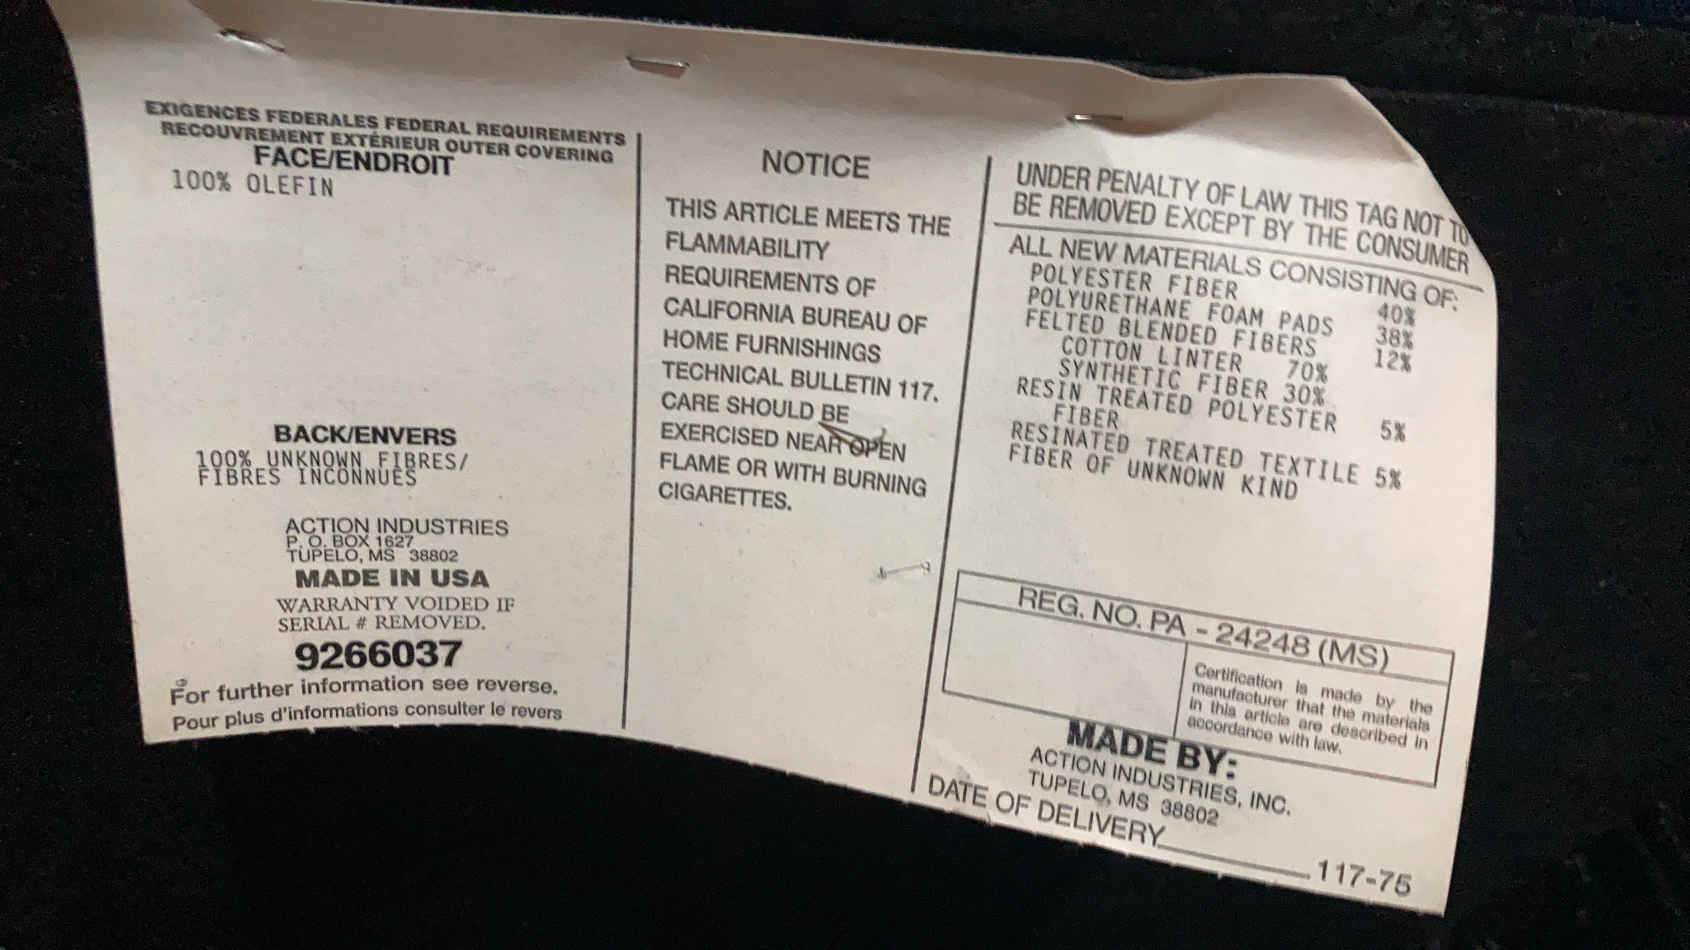 EXIGENCES FEDERALES FEDERAL REQUIREMENTS
RECOUVREMENT EXTÉRIEUR OUTER COVERING
FACE/ENDROIT
100% OLEFIN
BACK/ENVERS
100% UNKNOWN FIBRES/
FIBRES INCONNUES
ACTION INDUSTRIES
P. O. BOX 1627
TUPELO, MS 38802
MADE IN USA
WARRANTY VOIDED IF
SERIAL # REMOVED.
9266037
For further information see reverse.
Pour plus d'informations consulter le revers
NOTICE
THIS ARTICLE MEETS THE
FLAMMABILITY
REQUIREMENTS OF
CALIFORNIA BUREAU OF
HOME FURNISHINGS
TECHNICAL BULLETIN 117.
CARE SHOULD BE
EXERCISED NEAR OPEN
FLAME OR WITH BURNING
CIGARETTES.
UNDER PENALTY OF LAW THIS TAG NOT TO
BE REMOVED EXCEPT BY THE CONSUMER
ALL NEW MATERIALS CONSISTING OF:
POLYESTER FIBER 40%
POLYURETHANE FOAM PADS 38%
FELTED BLENDED FIBERS 12%
COTTON LINTER 70%
SYNTHETIC FIBER 30%
RESIN TREATED POLYESTER 5%
FIBER
RESINATED TREATED TEXTILE 5%
FIBER OF UNKNOWN KIND
REG. NO. PA - 24248 (MS)
Certification is made by the
manufacturer that the materials
in this article are described in
accordance with law.
MADE BY:
ACTION INDUSTRIES, INC.
TUPELO, MS 38802
DATE OF DELIVERY
117-75